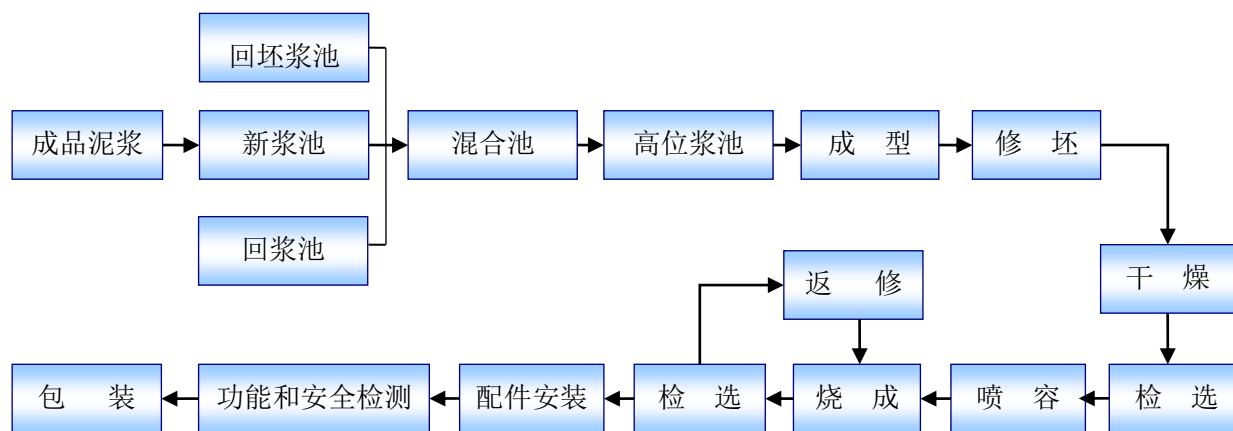 回坯浆池
成品泥浆
新浆池
混合池
高位浆池
成 型
修 坯
回浆池
返 修
干 燥
包 装
功能和安全检测
配件安装
检 选
烧 成
喷 容
检 选